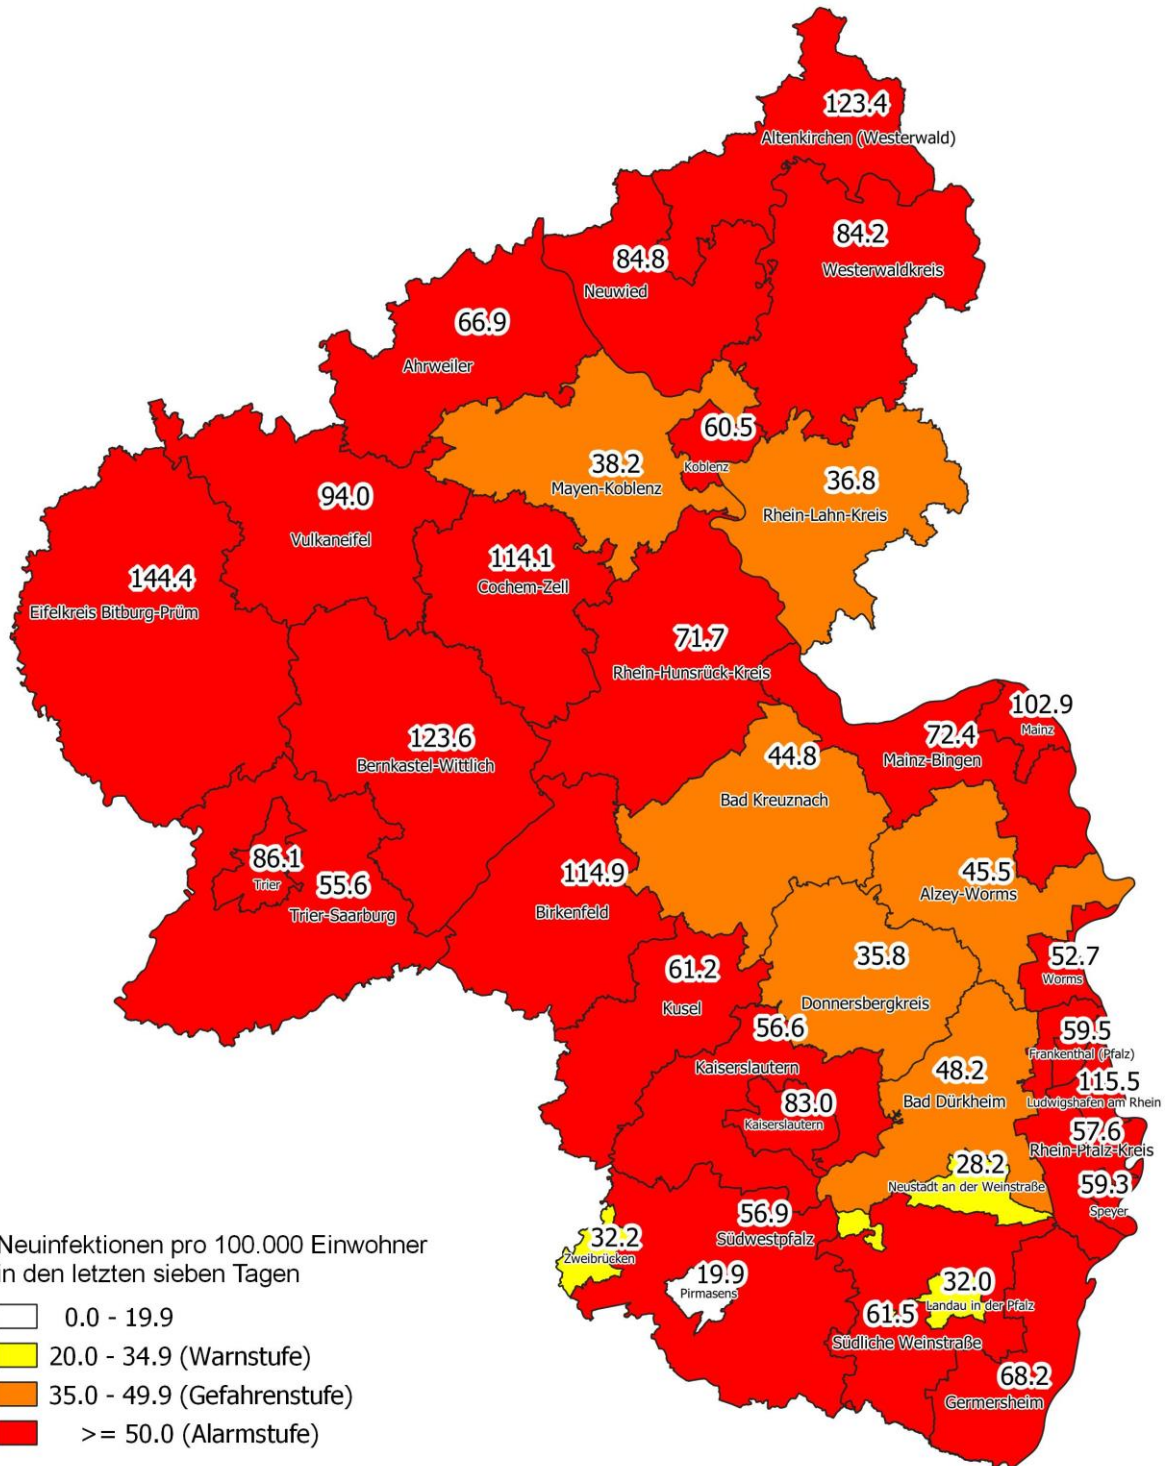 123.4
Altenkirchen (Westerwald)
84.2
Westerwaldkreis
84.8
Neuwied
66.9
Ahrweiler
60.5
Koblenz
38.2
Mayen-Koblenz
36.8
Rhein-Lahn-Kreis
94.0
Vulkaneifel
114.1
Cochem-Zell
144.4
Eifelkreis Bitburg-Prüm
71.7
Rhein-Hunsrück-Kreis
102.9
Mainz
72.4
Mainz-Bingen
123.6
Bernkastel-Wittlich
44.8
Bad Kreuznach
86.1
Trier
55.6
Trier-Saarburg
114.9
Birkenfeld
45.5
Alzey-Worms
35.8
Donnersbergkreis
52.7
Worms
61.2
Kusel
56.6
Kaiserslautern
59.5
Frankenthal (Pfalz)
48.2
Bad Dürkheim
115.5
Ludwigshafen am Rhein
83.0
Kaiserslautern
57.6
Rhein-Pfalz-Kreis
28.2
Neustadt an der Weinstraße
59.3
Speyer
56.9
Südwestpfalz
32.2
Zweibrücken
19.9
Pirmasens
32.0
Landau in der Pfalz
61.5
Südliche Weinstraße
68.2
Germersheim
Neuinfektionen pro 100.000 Einwohner
in den letzten sieben Tagen
0.0 - 19.9
20.0 - 34.9 (Warnstufe)
35.0 - 49.9 (Gefahrenstufe)
>= 50.0 (Alarmstufe)